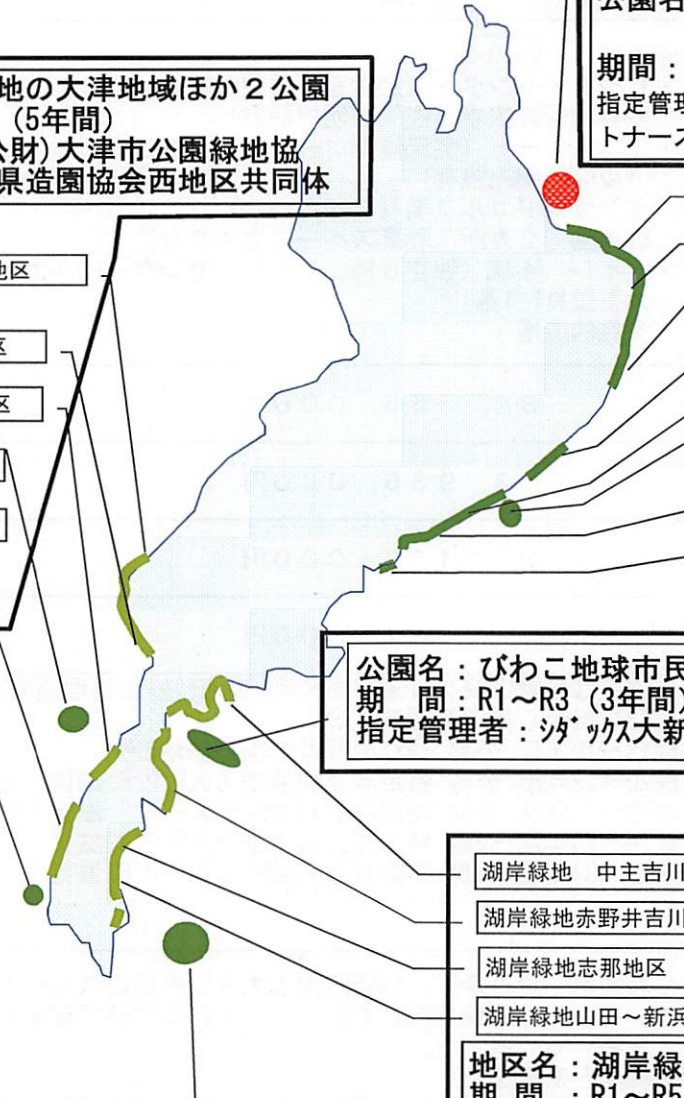 公園名
期間：
指定管理
トナーズ
地の大津地域ほか２公園
（5年間）
公財）大津市公園緑地協
県造園協会西地区共同体
地区
区
区
公園名：びわこ地球市民
期　間：R1～R3（3年間）
指定管理者：ｼﾀﾞｯｸｽ大新
湖岸緑地　中主吉川
湖岸緑地赤野井吉川
湖岸緑地志那地区
湖岸緑地山田～新浜
地区名：湖岸緑
期　間　：R1～R5